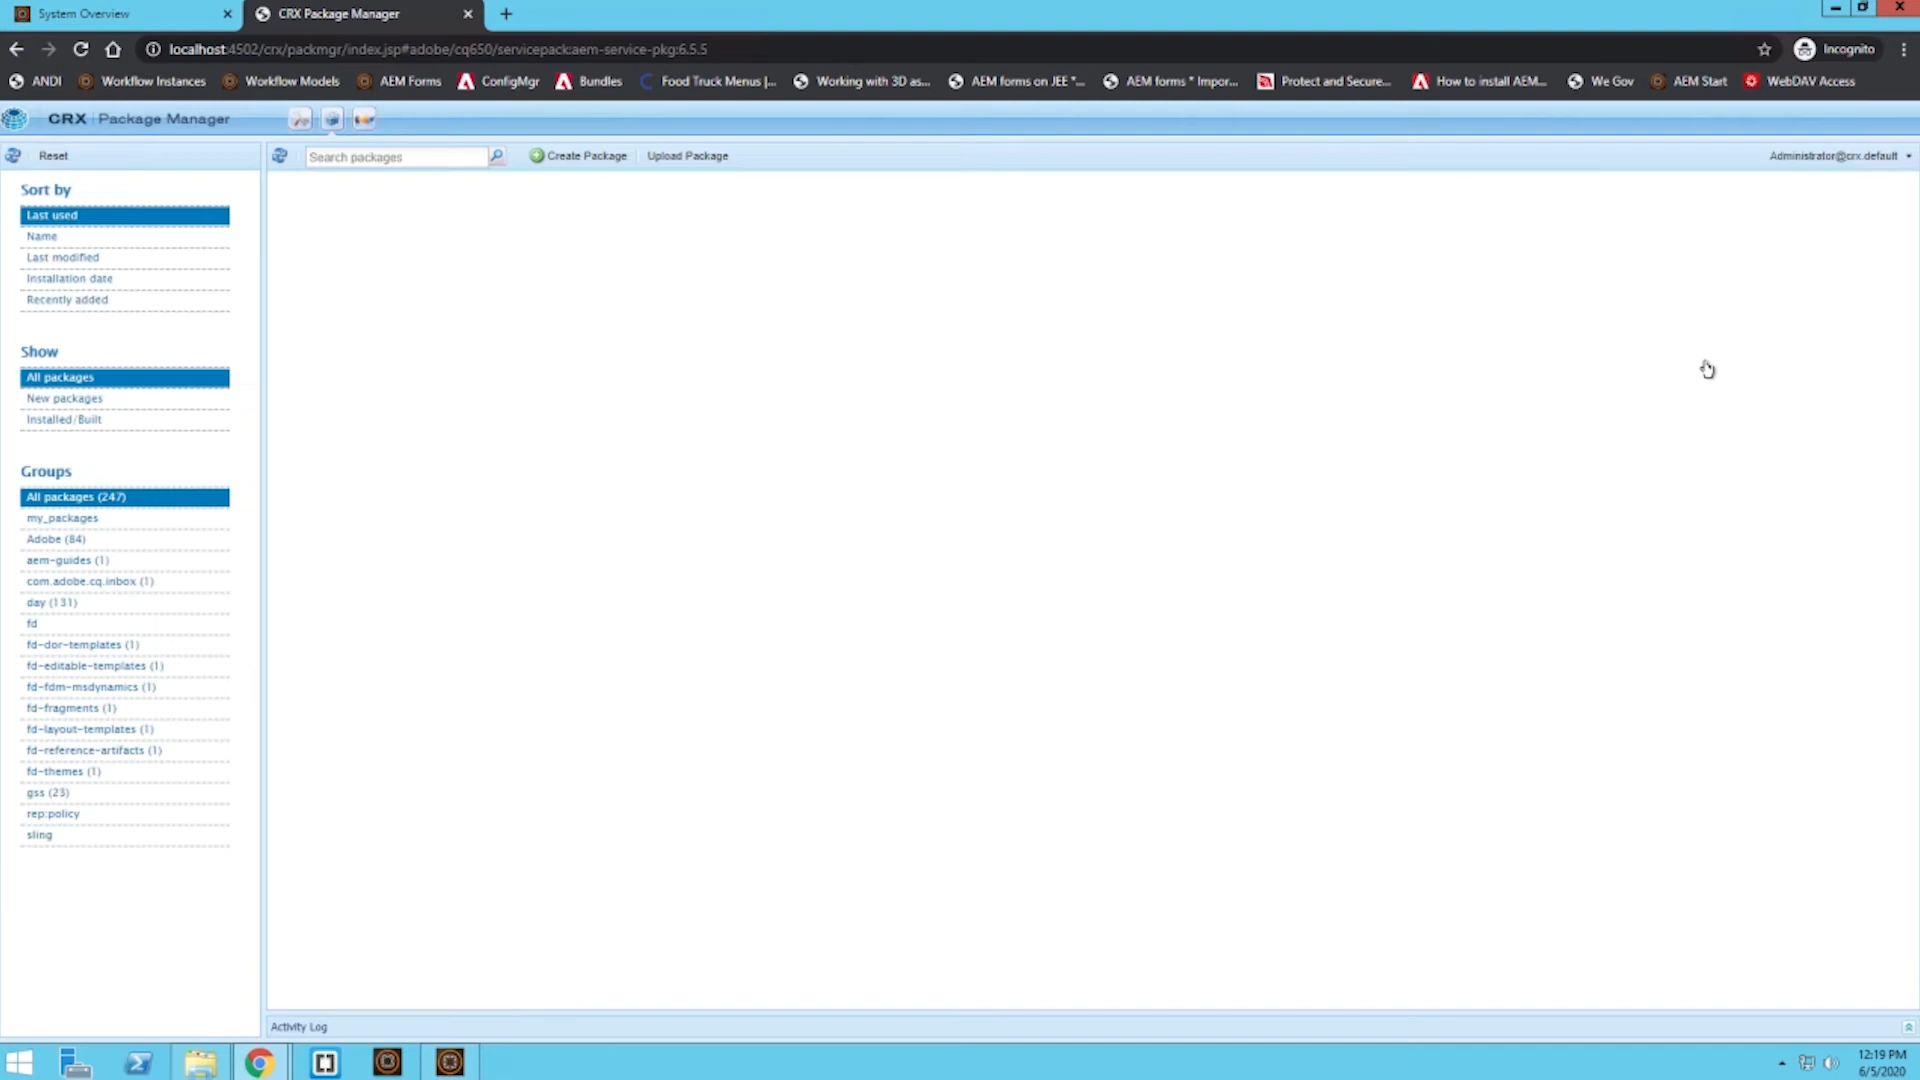 System Overview
CRX Package Manager
localhost:4502/crx/packmgr/index.jsp#adobe/cq650/servicepack:aem-service-pkg:6.5.5
Incognito
ANDI
Workflow Instances
Workflow Models
AEM Forms
ConfigMgr
Bundles
Food Truck Menus |...
Working with 3D as...
AEM forms on JEE "...
AEM forms * Impor...
Protect and Secure...
How to install AEM...
We Gov
AEM Start
WebDAV Access
CRX Package Manager
Reset
Search packages
Create Package
Upload Package
Administrator@crx.default
Sort by
Last used
Name
Last modified
Installation date
Recently added
Show
All packages
New packages
Installed/Built
Groups
All packages (247)
my_packages
Adobe (84)
aem-guides (1)
com.adobe.cq.inbox (1)
day (131)
fd
fd-dor-templates (1)
fd-editable-templates (1)
fd-fdm-msdynamics (1)
fd-fragments (1)
fd-layout-templates (1)
fd-reference-artifacts (1)
fd-themes (1)
gss (23)
rep:policy
sling
Activity Log
12:19 PM
6/5/2020